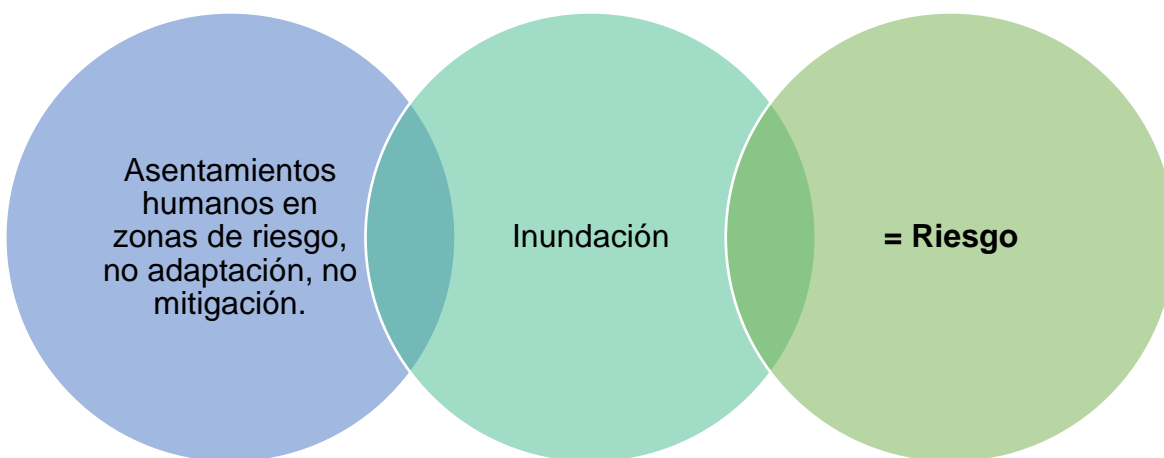 Asentamientos
humanos en
zonas de riesgo,
no adaptación, no
mitigación.
Inundación
= Riesgo